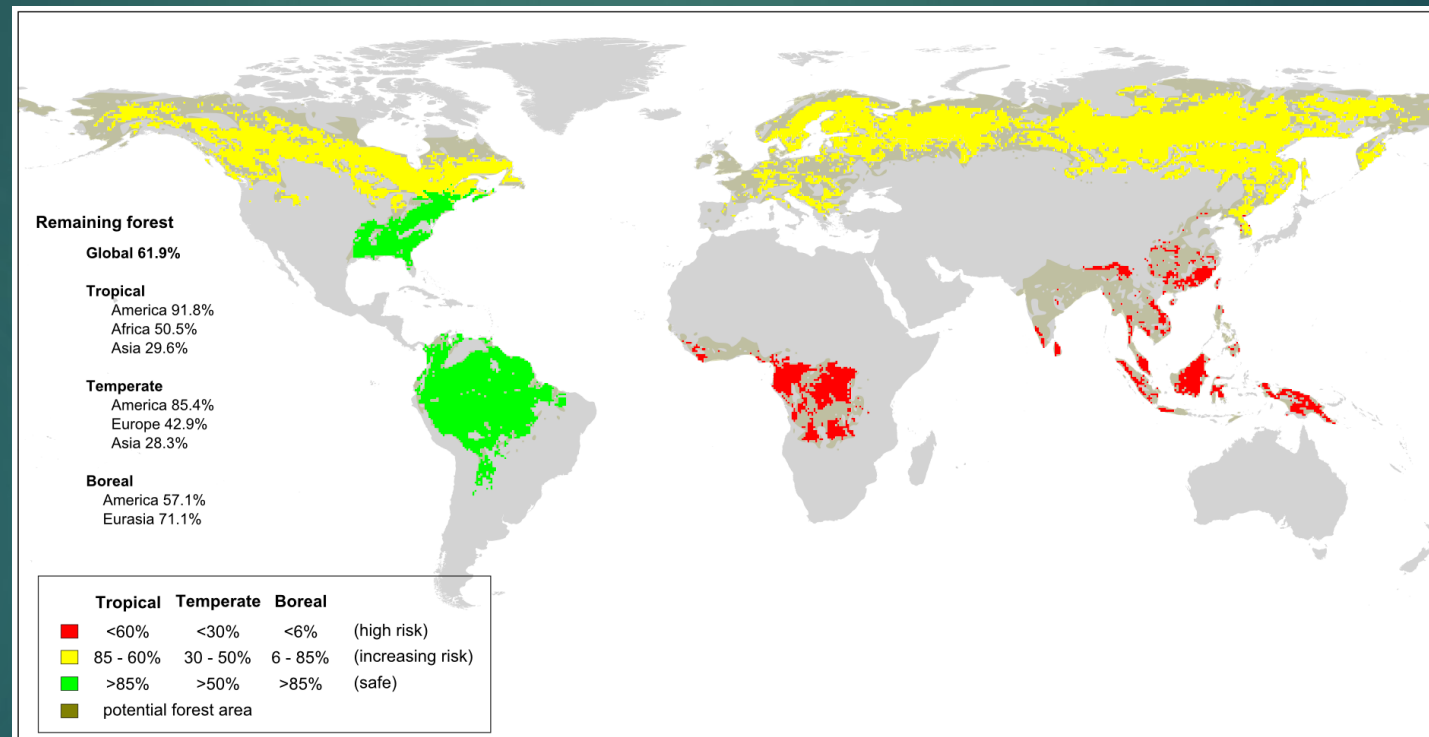 Remaining forest
Global 61.9%
Tropical
America 91.8%
Africa 50.5%
Asia 29.6%
Temperate
America 85.4%
Europe 42.9%
Asia 28.3%
Boreal
America 57.1%
Eurasia 71.1%
Tropical Temperate Boreal
<60% <30% <6% (high risk)
85 - 60% 30 - 50% 6 - 85% (increasing risk)
>85% >50% >85% (safe)
potential forest area